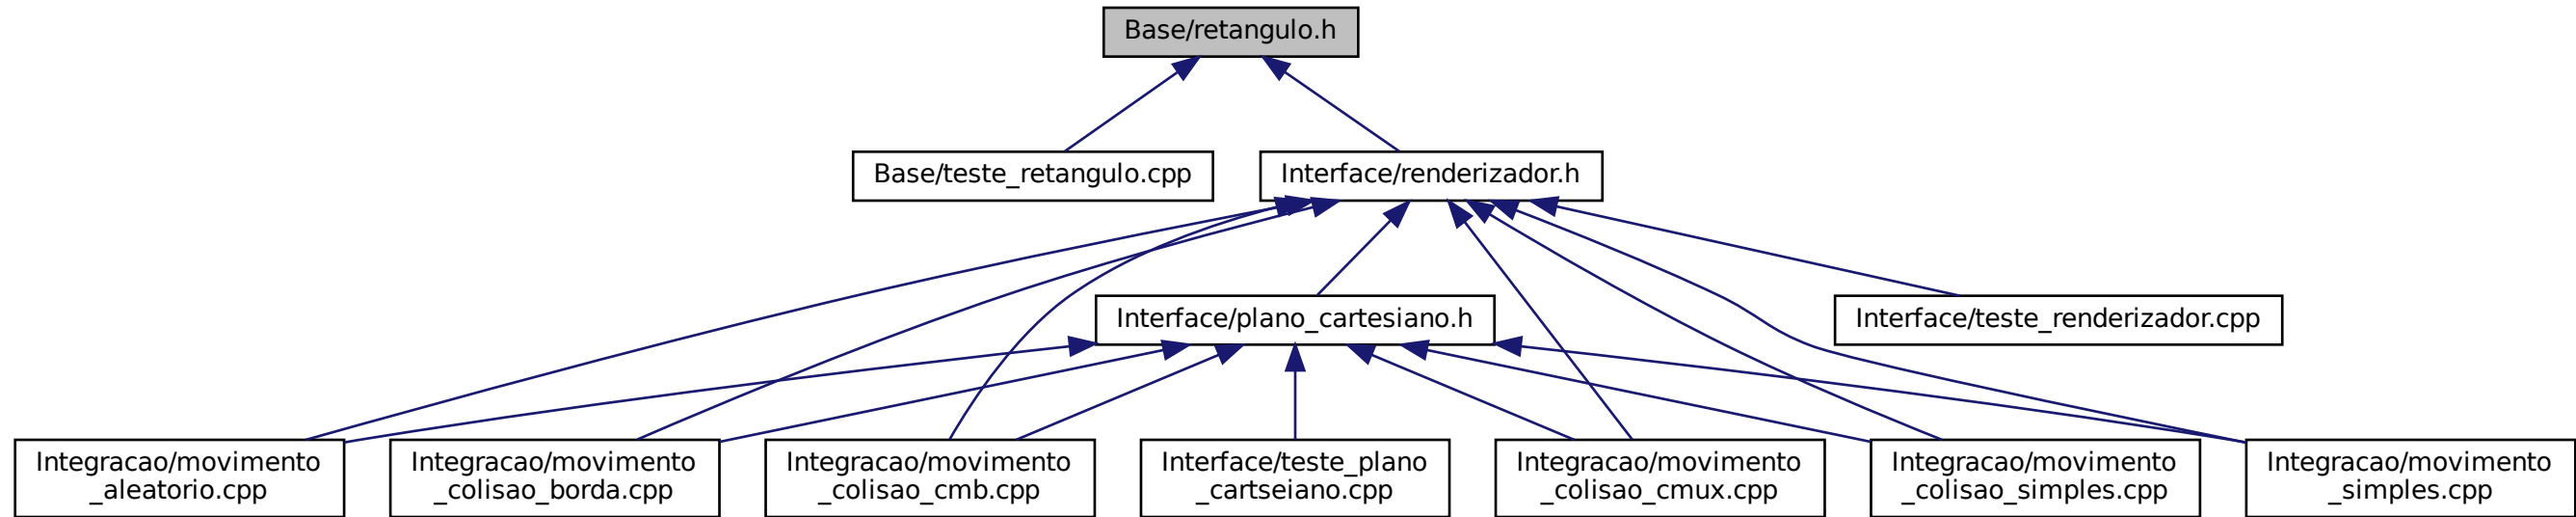 Base/retangulo.h
Base/teste_retangulo.cpp
Interface/renderizador.h
Interface/plano_cartesiano.h
Interface/teste_renderizador.cpp
Integracao/movimento
_aleatorio.cpp
Integracao/movimento
_colisao_borda.cpp
Integracao/movimento
_colisao_cmb.cpp
Interface/teste_plano
_cartseiano.cpp
Integracao/movimento
_colisao_cmux.cpp
Integracao/movimento
_colisao_simples.cpp
Integracao/movimento
_simples.cpp